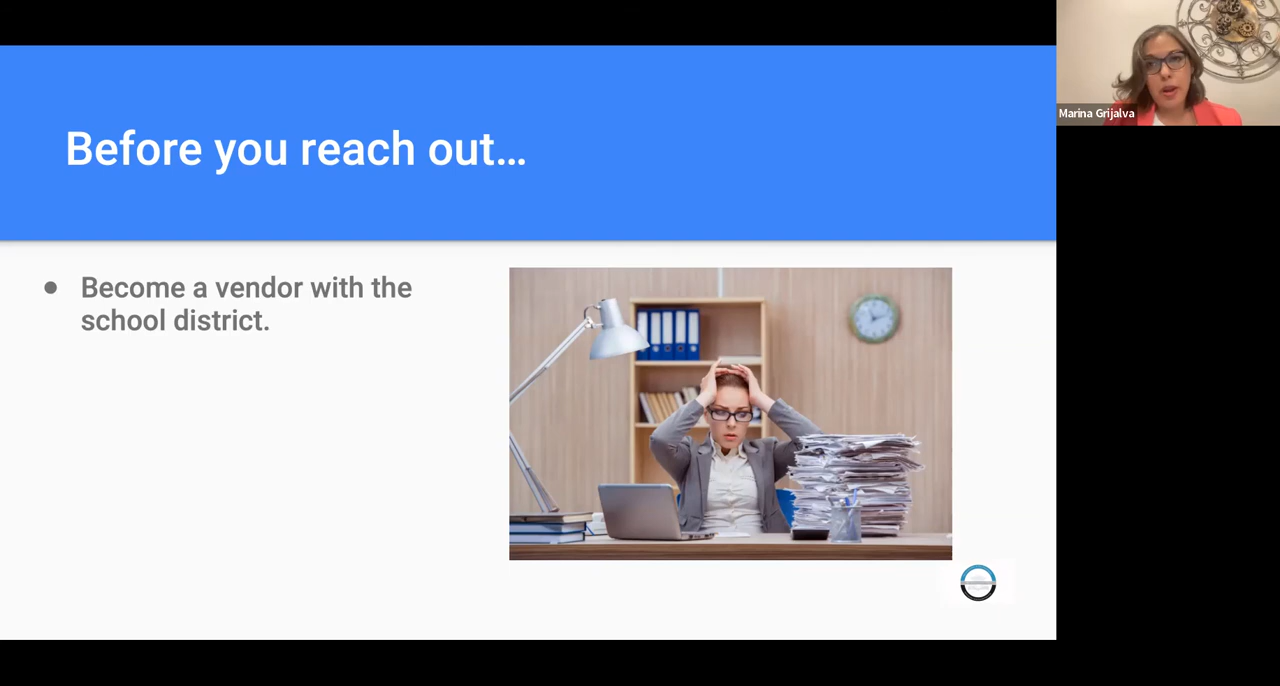 Before you reach out...
Marina Grijalva
● Become a vendor with the
school district.